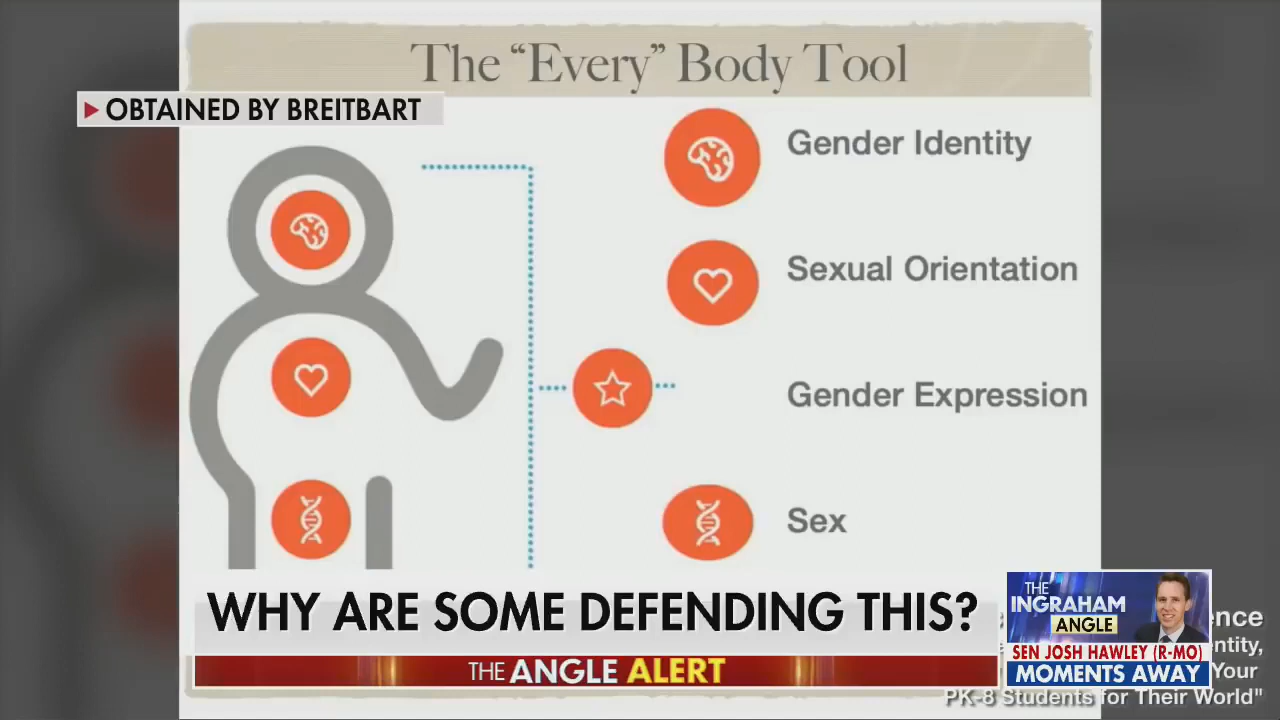 The “Every” Body Tool
OBTAINED BY BREITBART
Gender Identity
Sexual Orientation
Gender Expression
Sex
WHY ARE SOME DEFENDING THIS?
THE ANGLE ALERT
THE
INGRAHAM
ANGLE
SEN JOSH HAWLEY (R-MO)
MOMENTS AWAY
ence
entity,
Your
PK-8 Students for Their World"